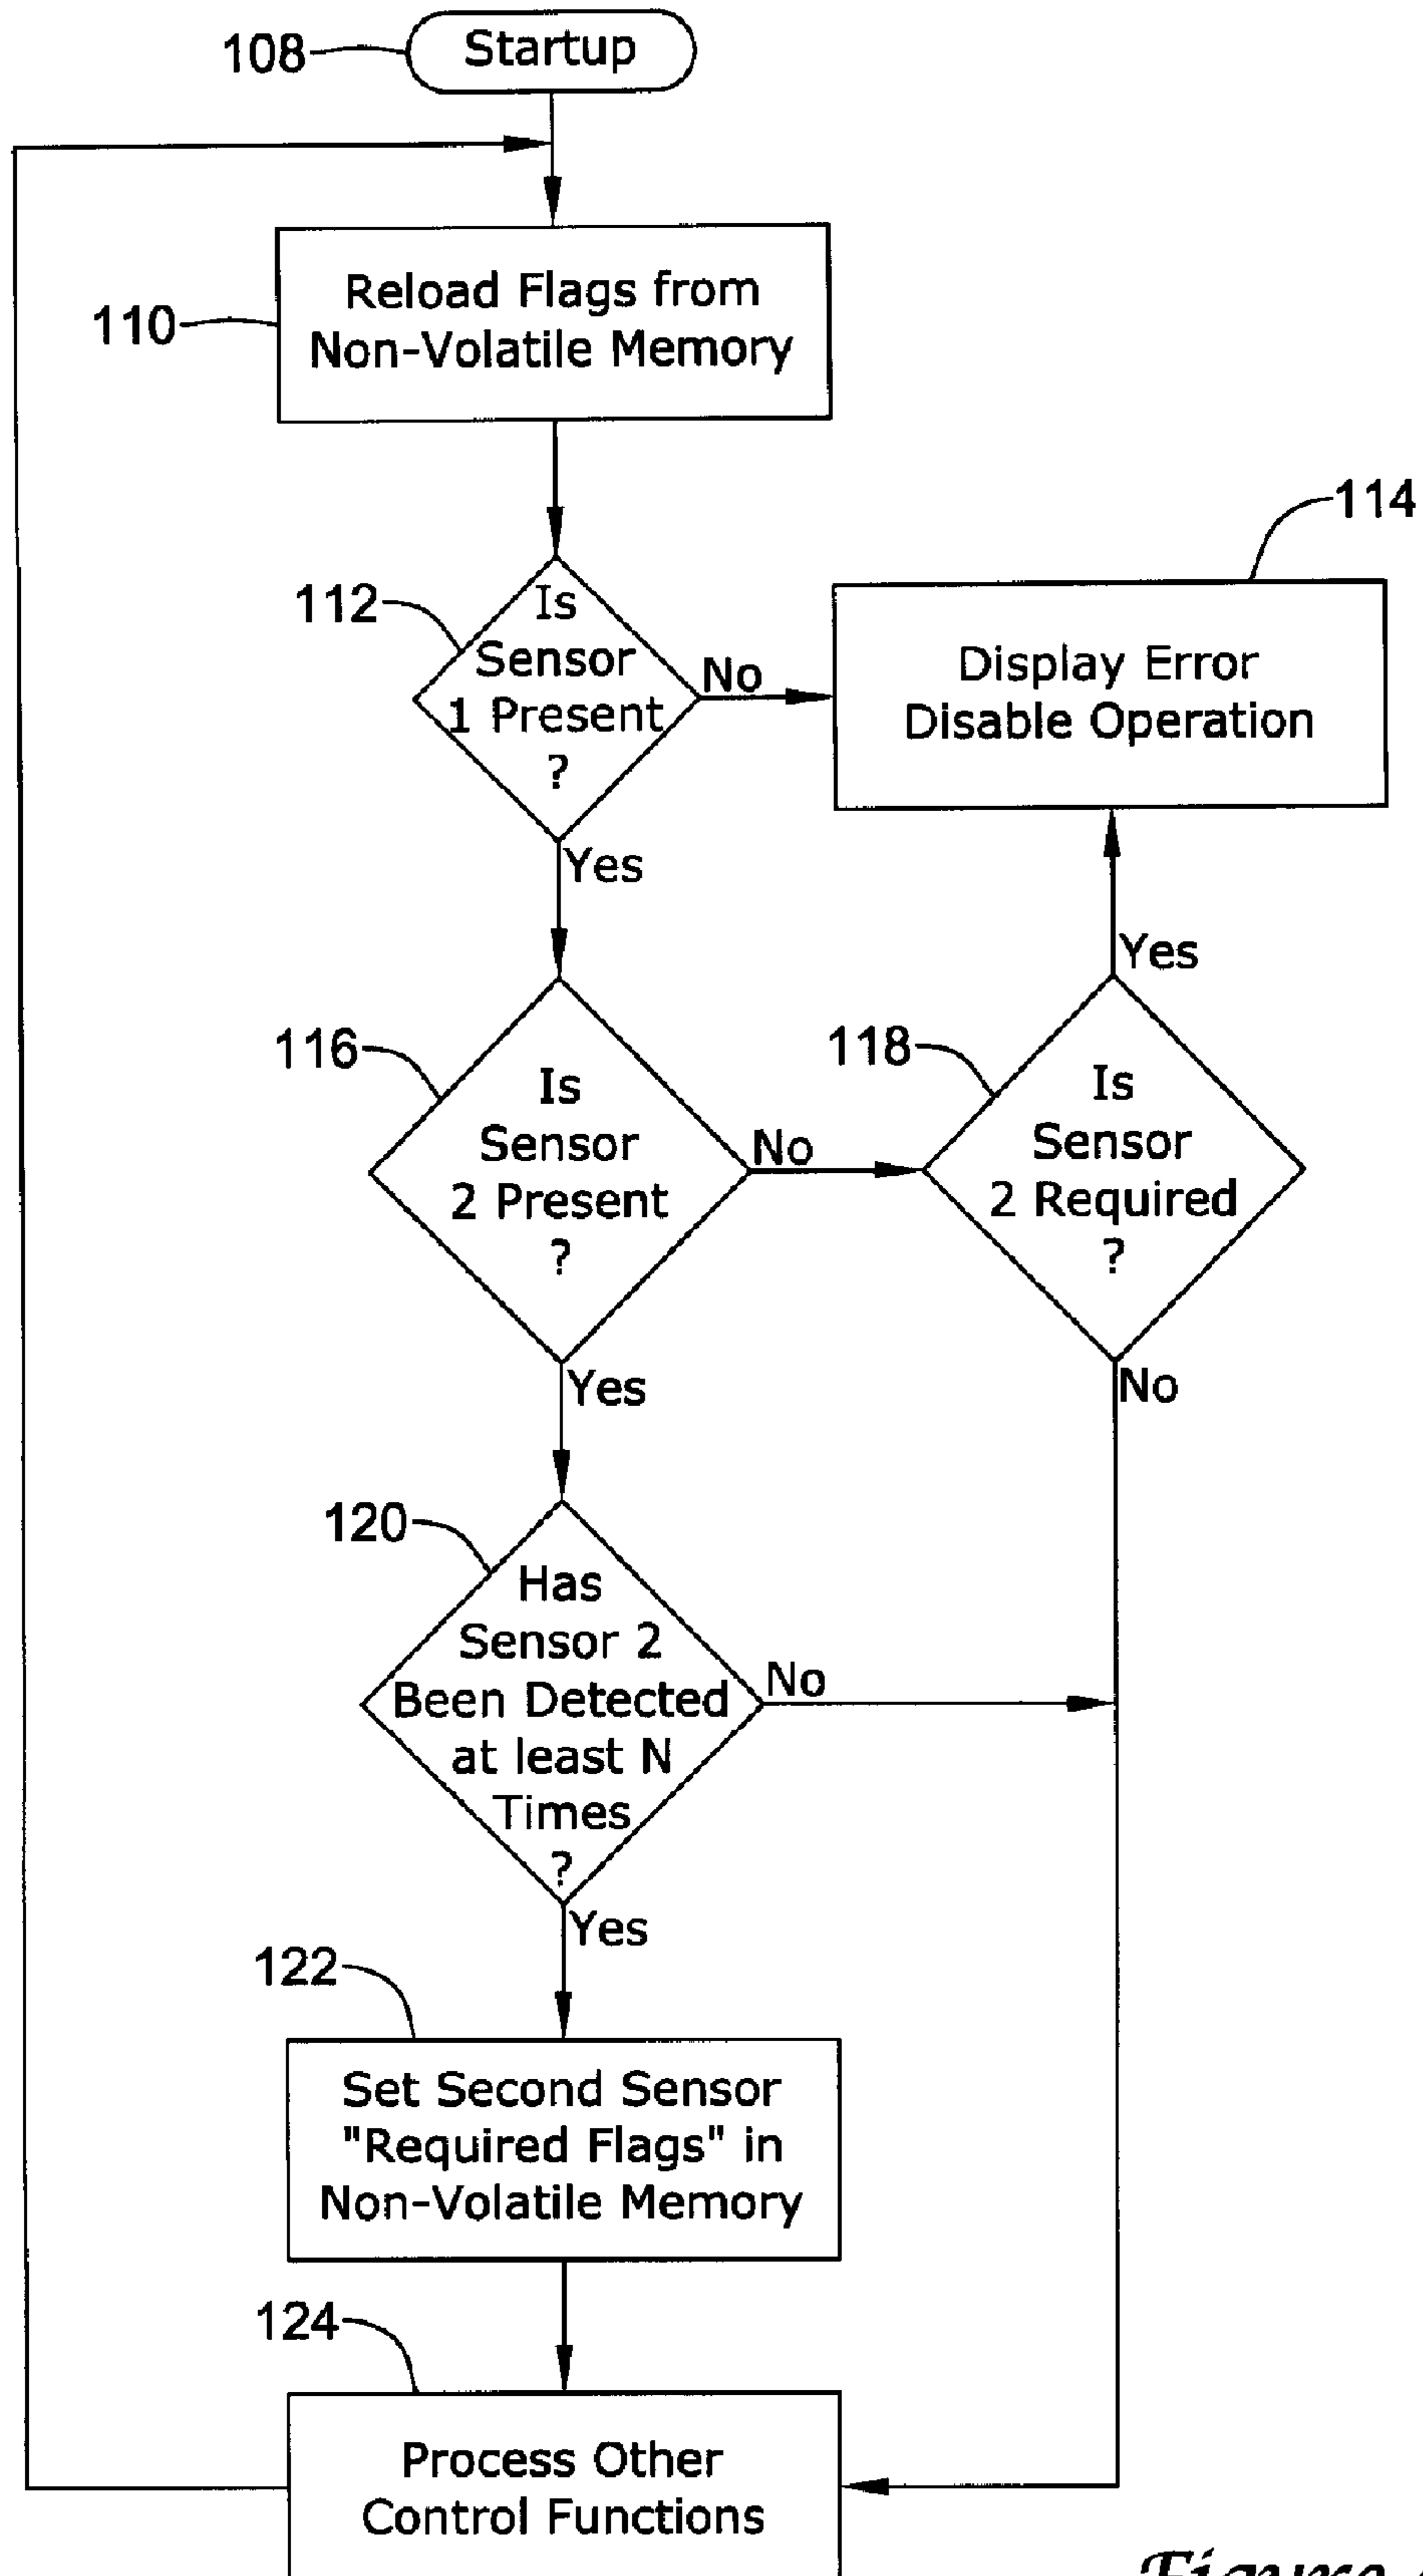 108
Startup
110
Reload Flags from
Non-Volatile Memory
114
112
Is
Sensor
1 Present
?
No
Display Error
Disable Operation
Yes
Yes
116
Is
Sensor
2 Present
?
No
118
Is
Sensor
2 Required
?
Yes
No
120
Has
Sensor 2
Been Detected
at least N
Times
?
No
Yes
122
Set Second Sensor
"Required Flags" in
Non-Volatile Memory
124
Process Other
Control Functions
Figure